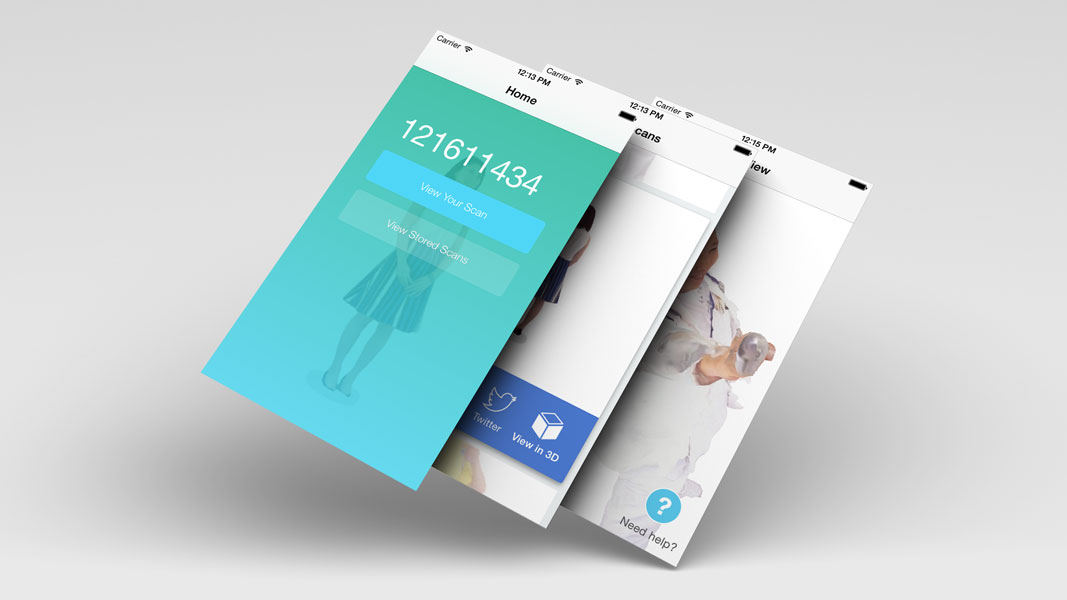 Carrier
12:13 PM
Home
121611434
View Your Scan
View Stored Scans
Carrier
12:13 PM
cans
Twitter
View in 3D
Carrier
12:15 PM
iew
?
Need help?